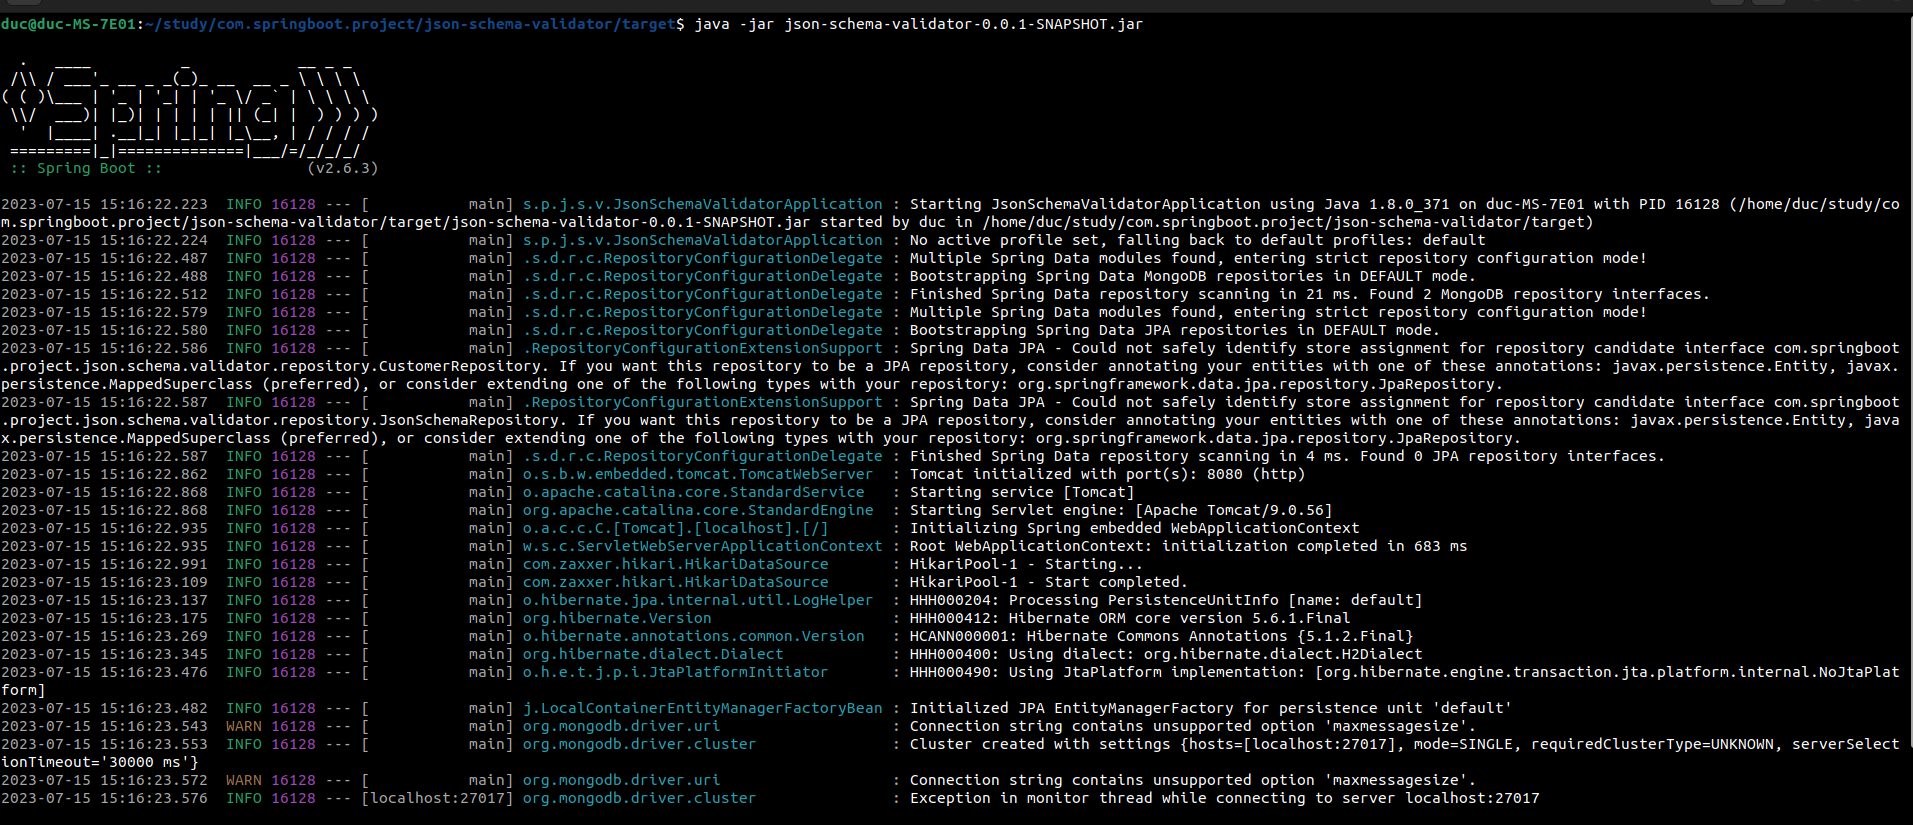 duc@duc-MS-7E01:~/study/com.springboot.project/json-schema-validator/target$ java -jar json-schema-validator-0.0.1-SNAPSHOT.jar
  .   ____          _            __ _ _
 /\\ / ___'_ __ _ _(_)_ __  __ _ \ \ \ \
( ( )\___ | '_ | '_| | '_ \/ _` | \ \ \ \
 \\/  ___)| |_)| | | | | || (_| |  ) ) ) )
  '  |____| .__|_| |_|_| |_\__, | / / / /
 =========|_|==============|___/=/_/_/_/
 :: Spring Boot ::                (v2.6.3)
2023-07-15 15:16:22.223  INFO 16128 --- [           main] s.p.j.s.v.JsonSchemaValidatorApplication : Starting JsonSchemaValidatorApplication using Java 1.8.0_371 on duc-MS-7E01 with PID 16128 (/home/duc/study/co
m.springboot.project/json-schema-validator/target/json-schema-validator-0.0.1-SNAPSHOT.jar started by duc in /home/duc/study/com.springboot.project/json-schema-validator/target)
2023-07-15 15:16:22.224  INFO 16128 --- [           main] s.p.j.s.v.JsonSchemaValidatorApplication : No active profile set, falling back to default profiles: default
2023-07-15 15:16:22.487  INFO 16128 --- [           main] .s.d.r.c.RepositoryConfigurationDelegate : Multiple Spring Data modules found, entering strict repository configuration mode!
2023-07-15 15:16:22.488  INFO 16128 --- [           main] .s.d.r.c.RepositoryConfigurationDelegate : Bootstrapping Spring Data MongoDB repositories in DEFAULT mode.
2023-07-15 15:16:22.512  INFO 16128 --- [           main] .s.d.r.c.RepositoryConfigurationDelegate : Finished Spring Data repository scanning in 21 ms. Found 2 MongoDB repository interfaces.
2023-07-15 15:16:22.579  INFO 16128 --- [           main] .s.d.r.c.RepositoryConfigurationDelegate : Multiple Spring Data modules found, entering strict repository configuration mode!
2023-07-15 15:16:22.580  INFO 16128 --- [           main] .s.d.r.c.RepositoryConfigurationDelegate : Bootstrapping Spring Data JPA repositories in DEFAULT mode.
2023-07-15 15:16:22.586  INFO 16128 --- [           main] .RepositoryConfigurationExtensionSupport : Spring Data JPA - Could not safely identify store assignment for repository candidate interface com.springboot
.project.json.schema.validator.repository.CustomerRepository. If you want this repository to be a JPA repository, consider annotating your entities with one of these annotations: javax.persistence.Entity, javax.
persistence.MappedSuperclass (preferred), or consider extending one of the following types with your repository: org.springframework.data.jpa.repository.JpaRepository.
2023-07-15 15:16:22.587  INFO 16128 --- [           main] .RepositoryConfigurationExtensionSupport : Spring Data JPA - Could not safely identify store assignment for repository candidate interface com.springboot
.project.json.schema.validator.repository.JsonSchemaRepository. If you want this repository to be a JPA repository, consider annotating your entities with one of these annotations: javax.persistence.Entity, java
x.persistence.MappedSuperclass (preferred), or consider extending one of the following types with your repository: org.springframework.data.jpa.repository.JpaRepository.
2023-07-15 15:16:22.587  INFO 16128 --- [           main] .s.d.r.c.RepositoryConfigurationDelegate : Finished Spring Data repository scanning in 4 ms. Found 0 JPA repository interfaces.
2023-07-15 15:16:22.862  INFO 16128 --- [           main] o.s.b.w.embedded.tomcat.TomcatWebServer  : Tomcat initialized with port(s): 8080 (http)
2023-07-15 15:16:22.868  INFO 16128 --- [           main] o.apache.catalina.core.StandardService   : Starting service [Tomcat]
2023-07-15 15:16:22.868  INFO 16128 --- [           main] org.apache.catalina.core.StandardEngine  : Starting Servlet engine: [Apache Tomcat/9.0.56]
2023-07-15 15:16:22.935  INFO 16128 --- [           main] o.a.c.c.C.[Tomcat].[localhost].[/]       : Initializing Spring embedded WebApplicationContext
2023-07-15 15:16:22.935  INFO 16128 --- [           main] w.s.c.ServletWebServerApplicationContext : Root WebApplicationContext: initialization completed in 683 ms
2023-07-15 15:16:22.991  INFO 16128 --- [           main] com.zaxxer.hikari.HikariDataSource       : HikariPool-1 - Starting...
2023-07-15 15:16:23.109  INFO 16128 --- [           main] com.zaxxer.hikari.HikariDataSource       : HikariPool-1 - Start completed.
2023-07-15 15:16:23.137  INFO 16128 --- [           main] o.hibernate.jpa.internal.util.LogHelper  : HHH000204: Processing PersistenceUnitInfo [name: default]
2023-07-15 15:16:23.175  INFO 16128 --- [           main] org.hibernate.Version                    : HHH000412: Hibernate ORM core version 5.6.1.Final
2023-07-15 15:16:23.269  INFO 16128 --- [           main] o.hibernate.annotations.common.Version   : HCANN000001: Hibernate Commons Annotations {5.1.2.Final}
2023-07-15 15:16:23.345  INFO 16128 --- [           main] org.hibernate.dialect.Dialect            : HHH000400: Using dialect: org.hibernate.dialect.H2Dialect
2023-07-15 15:16:23.476  INFO 16128 --- [           main] o.h.e.t.j.p.i.JtaPlatformInitiator       : HHH000490: Using JtaPlatform implementation: [org.hibernate.engine.transaction.jta.platform.internal.NoJtaPlat
form]
2023-07-15 15:16:23.482  INFO 16128 --- [           main] j.LocalContainerEntityManagerFactoryBean : Initialized JPA EntityManagerFactory for persistence unit 'default'
2023-07-15 15:16:23.543  WARN 16128 --- [           main] org.mongodb.driver.uri                   : Connection string contains unsupported option 'maxmessagesize'.
2023-07-15 15:16:23.553  INFO 16128 --- [           main] org.mongodb.driver.cluster               : Cluster created with settings {hosts=[localhost:27017], mode=SINGLE, requiredClusterType=UNKNOWN, serverSelect
ionTimeout='30000 ms'}
2023-07-15 15:16:23.572  WARN 16128 --- [           main] org.mongodb.driver.uri                   : Connection string contains unsupported option 'maxmessagesize'.
2023-07-15 15:16:23.576  INFO 16128 --- [localhost:27017] org.mongodb.driver.cluster               : Exception in monitor thread while connecting to server localhost:27017